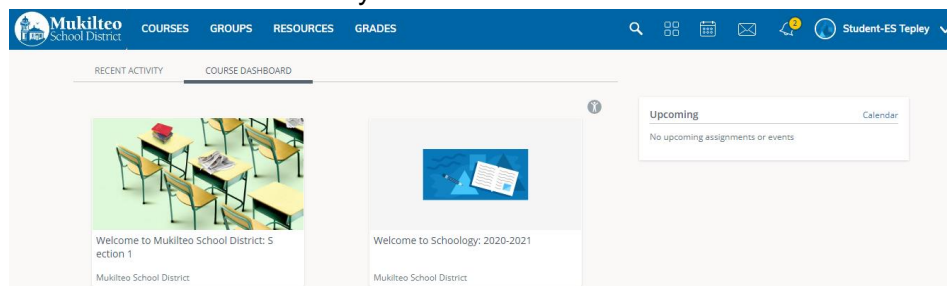 Mukilteo
School District
COURSES GROUPS RESOURCES GRADES
2
Student-ES Tepley
RECENT ACTIVITY COURSE DASHBOARD
Upcoming Calendar
No upcoming assignments or events
Welcome to Mukilteo School District: S
ection 1
Mukilteo School District
Welcome to Schoology: 2020-2021
Mukilteo School District